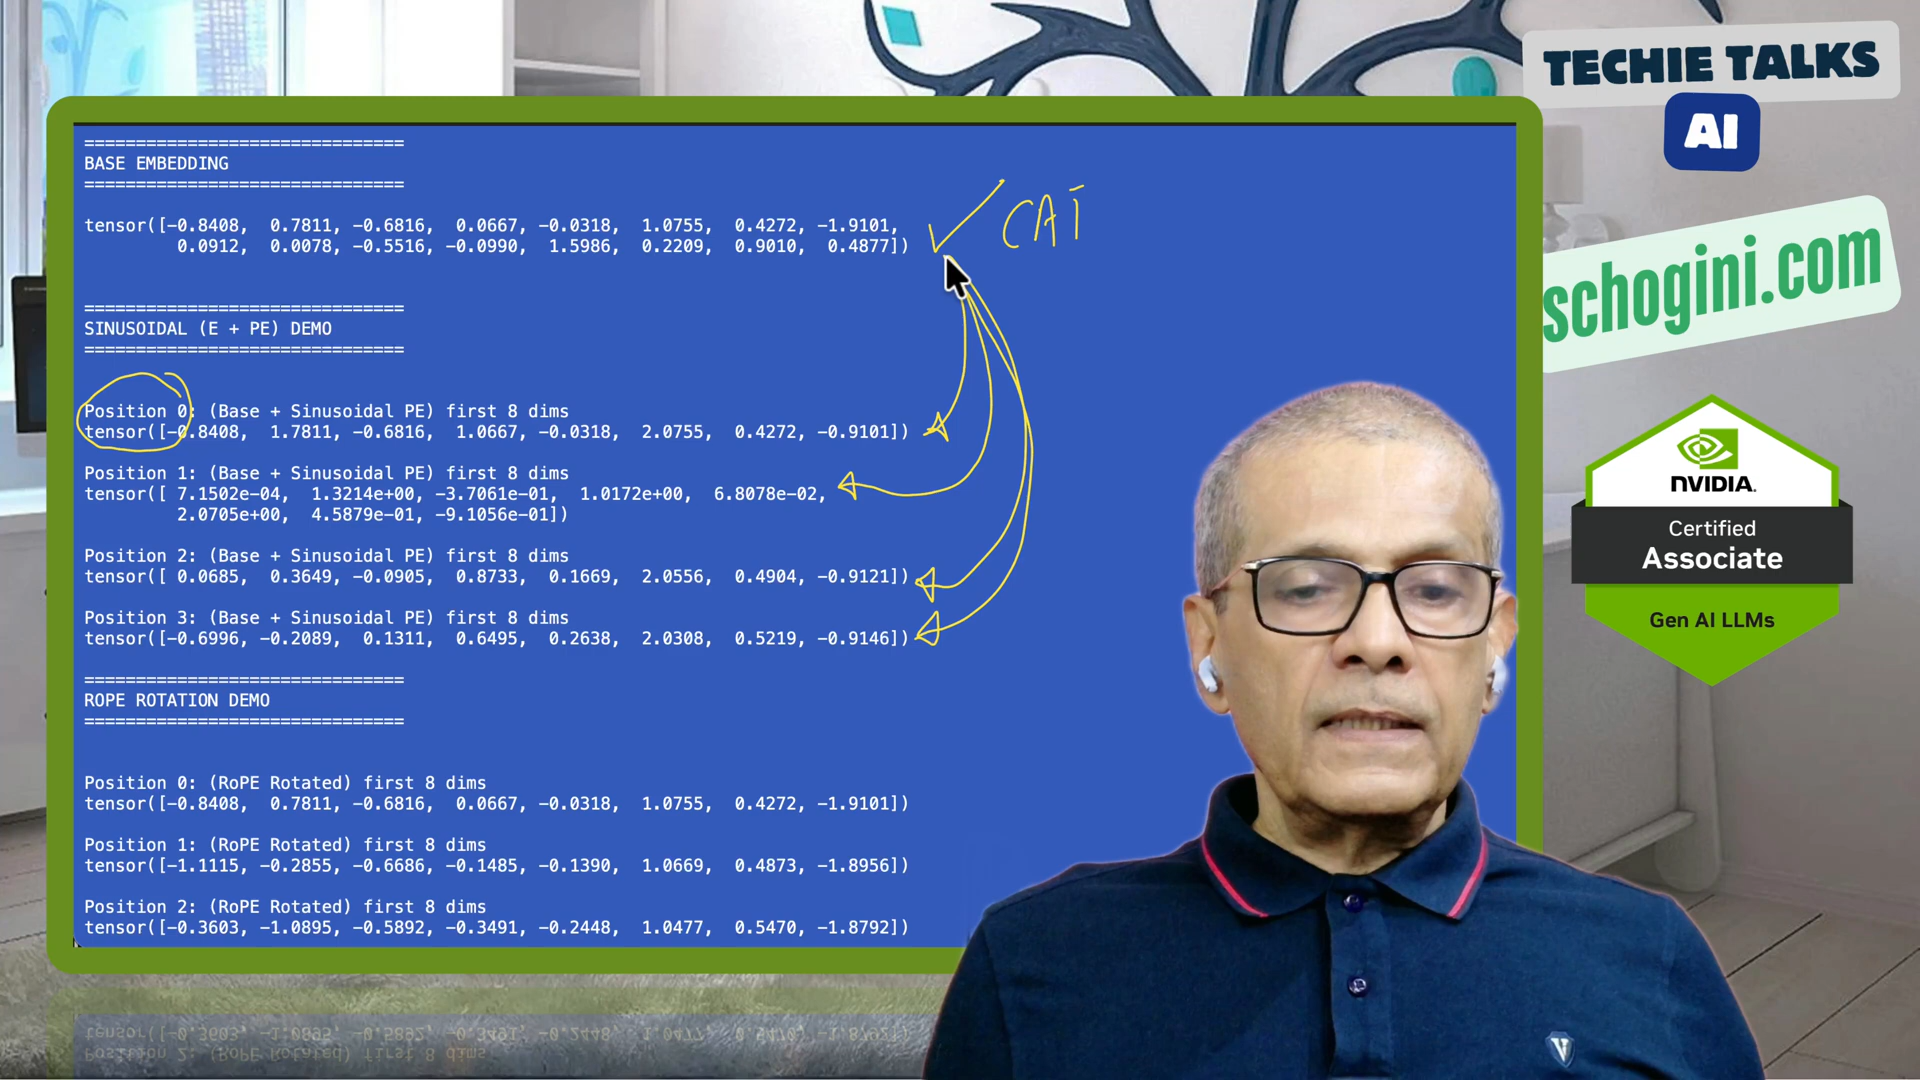 ==============================
BASE EMBEDDING
==============================
tensor([-0.8408,  0.7811, -0.6816,  0.0667, -0.0318,  1.0755,  0.4272, -1.9101,
0.0912,  0.0078, -0.5516, -0.0990,  1.5986,  0.2209,  0.9010,  0.4877])
CAT
==============================
SINUSOIDAL (E + PE) DEMO
==============================
Position 0: (Base + Sinusoidal PE) first 8 dims
tensor([-0.8408,  1.7811, -0.6816,  1.0667, -0.0318,  2.0755,  0.4272, -0.9101])
Position 1: (Base + Sinusoidal PE) first 8 dims
tensor([ 7.1502e-04,  1.3214e+00, -3.7061e-01,  1.0172e+00,  6.8078e-02,
2.0705e+00,  4.5879e-01, -9.1056e-01])
Position 2: (Base + Sinusoidal PE) first 8 dims
tensor([ 0.0685,  0.3649, -0.0905,  0.8733,  0.1669,  2.0556,  0.4904, -0.9121])
Position 3: (Base + Sinusoidal PE) first 8 dims
tensor([-0.6996, -0.2089,  0.1311,  0.6495,  0.2638,  2.0308,  0.5219, -0.9146])
==============================
ROPE ROTATION DEMO
==============================
Position 0: (RoPE Rotated) first 8 dims
tensor([-0.8408,  0.7811, -0.6816,  0.0667, -0.0318,  1.0755,  0.4272, -1.9101])
Position 1: (RoPE Rotated) first 8 dims
tensor([-1.1115, -0.2855, -0.6686, -0.1485, -0.1390,  1.0669,  0.4873, -1.8956])
Position 2: (RoPE Rotated) first 8 dims
tensor([-0.3603, -1.0895, -0.5892, -0.3491, -0.2448,  1.0477,  0.5470, -1.8792])
TECHIE TALKS
AI
schogini.com
NVIDIA.
Certified
Associate
Gen AI LLMs